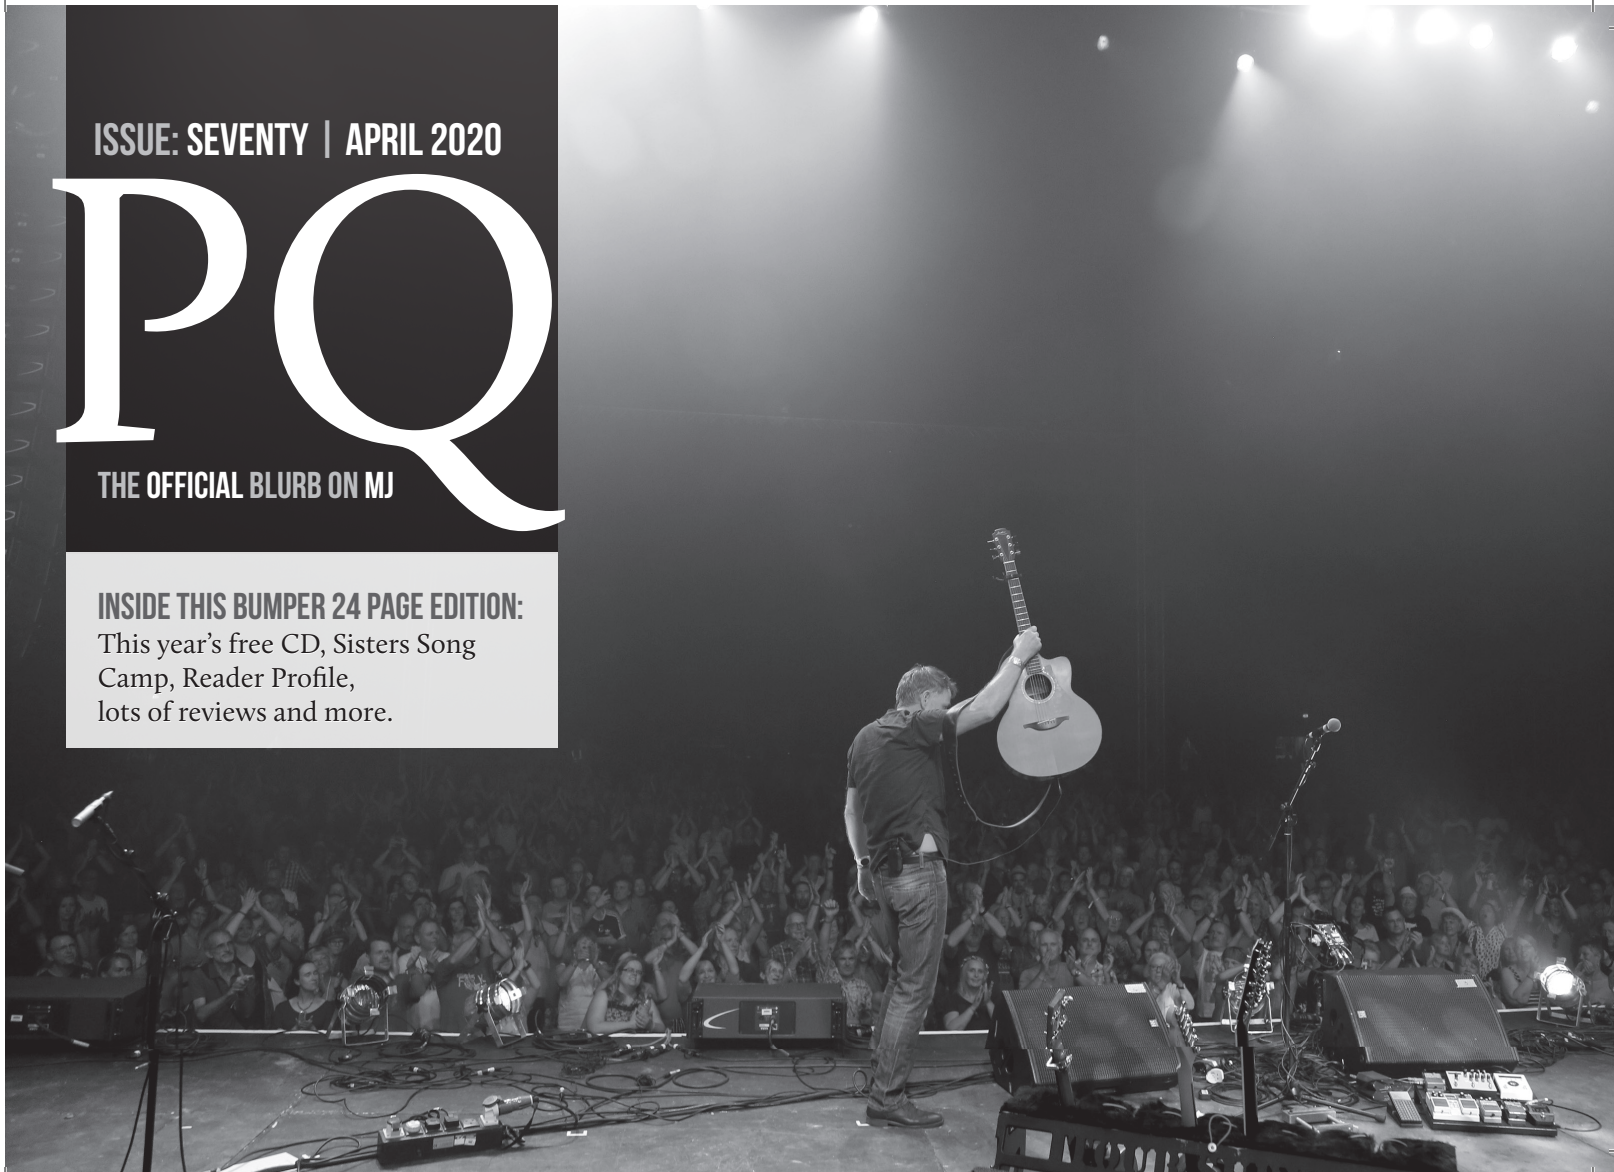 ISSUE: SEVENTY | APRIL 2020
PQ
THE OFFICIAL BLURB ON MJ
INSIDE THIS BUMPER 24 PAGE EDITION:
This year's free CD, Sisters Song
Camp, Reader Profile,
lots of reviews and more.